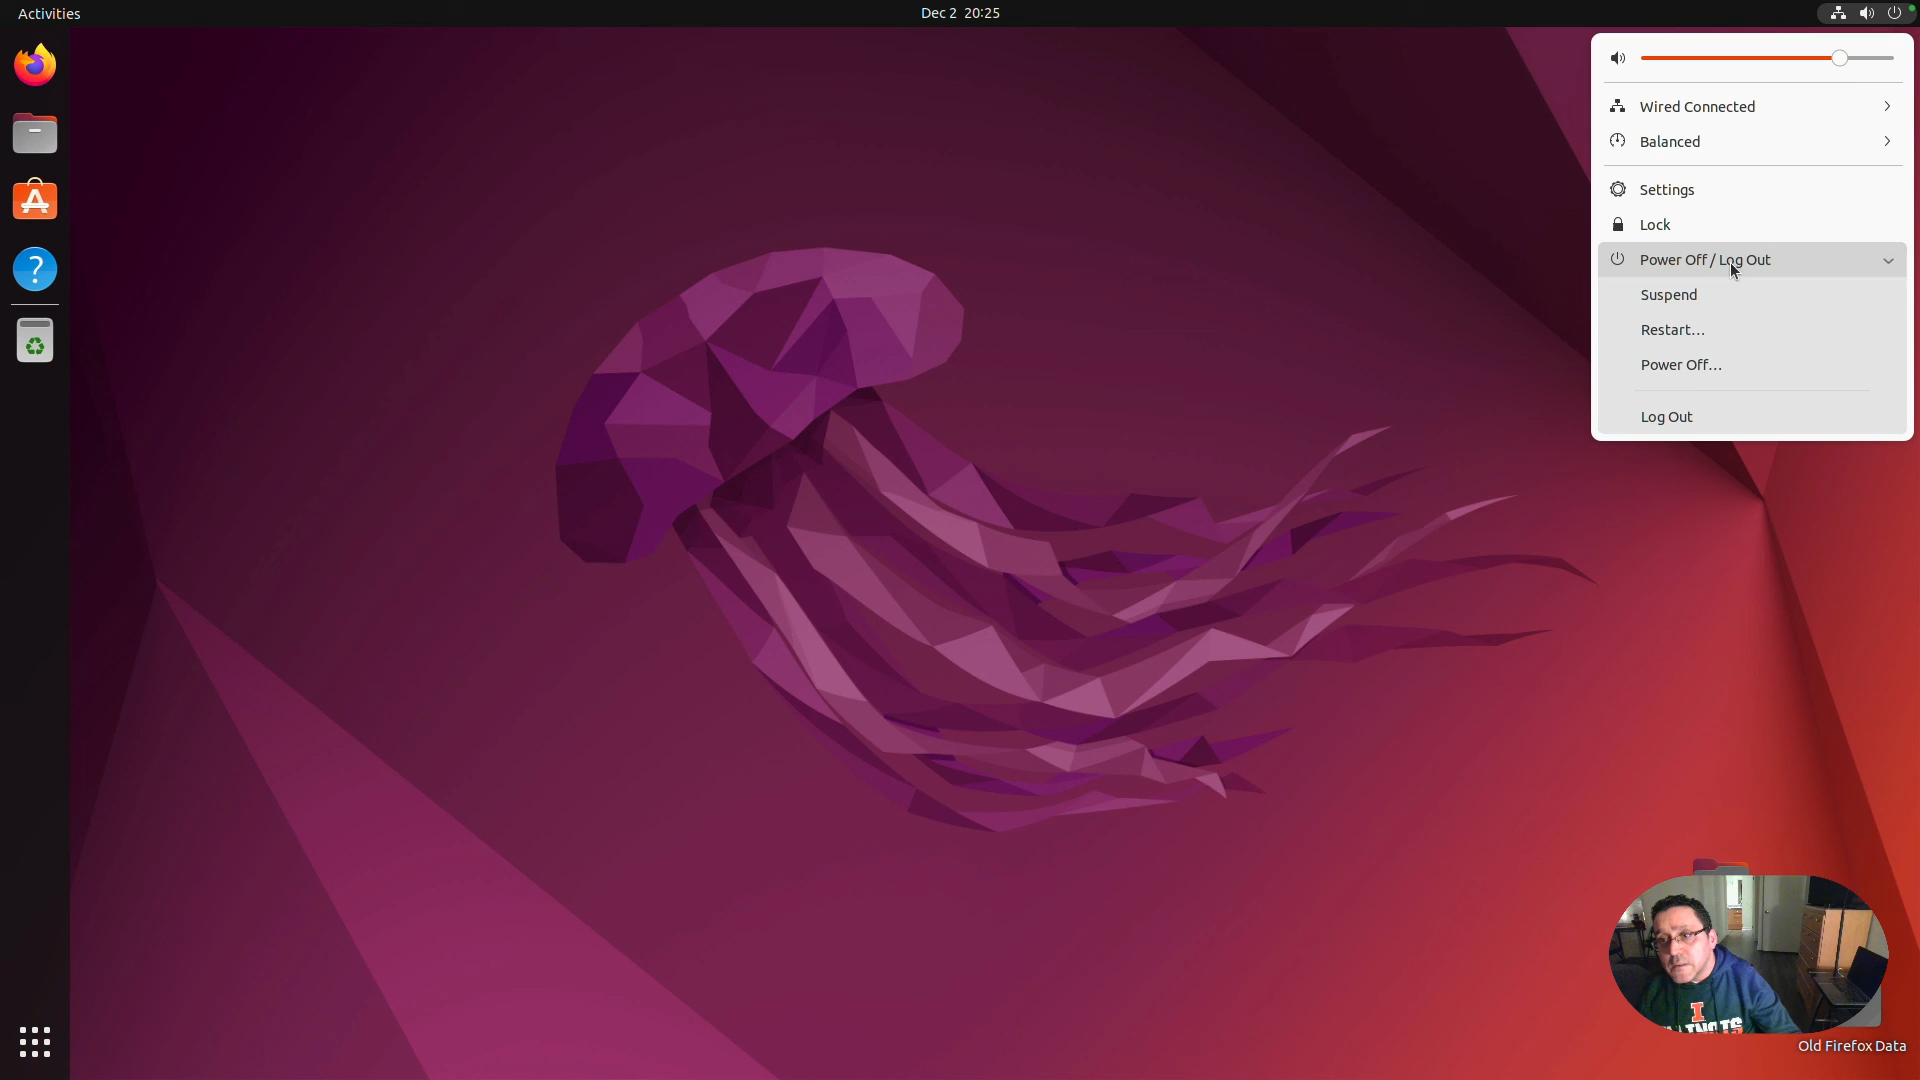 Activities
Dec 2 20:25
Wired Connected
Balanced
Settings
Lock
Power Off / Log Out
Suspend
Restart…
Power Off…
Log Out
?
I
Old Firefox Data